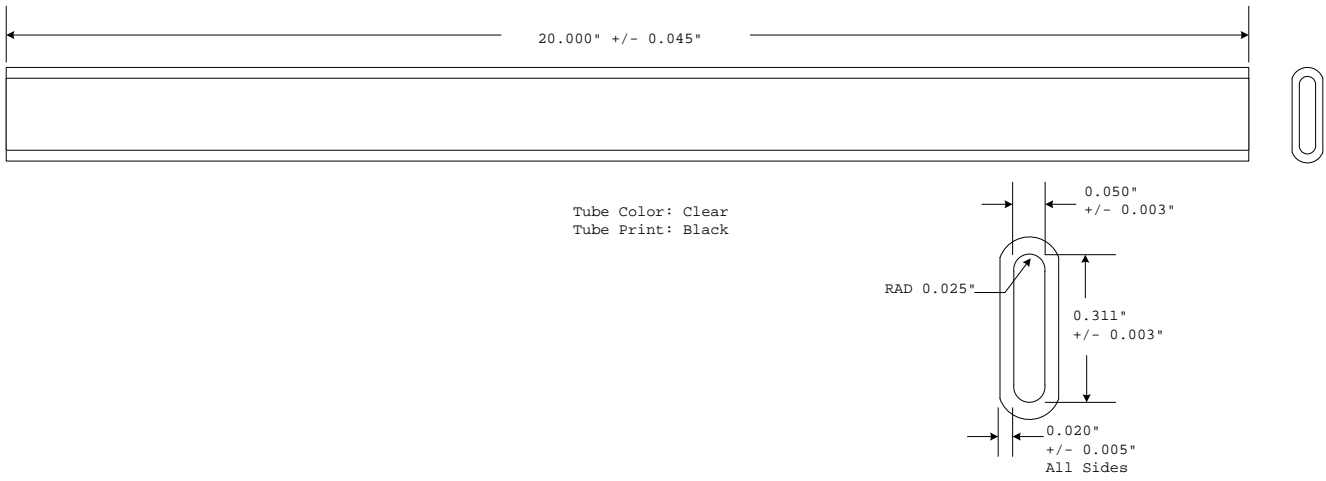 20.000" +/- 0.045"
Tube Color: Clear
Tube Print: Black
0.050"
+/- 0.003"
RAD 0.025"
0.311"
+/- 0.003"
0.020"
+/- 0.005"
All Sides